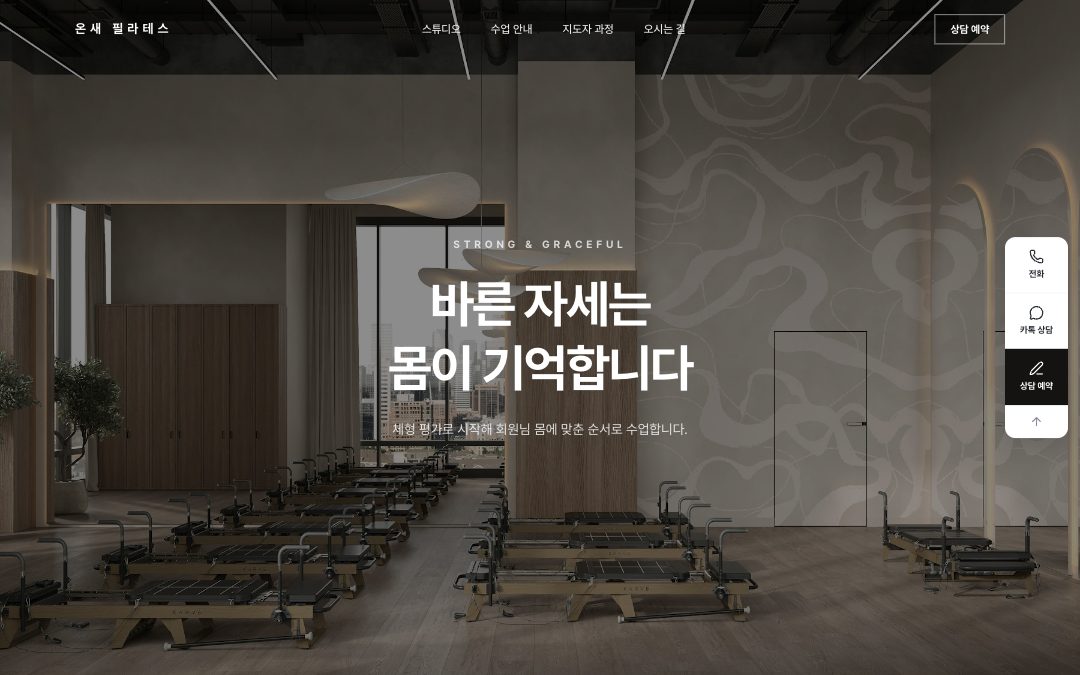 온새 필라테스
스튜디오 수업 안내 지도자 과정 오시는 길
상담 예약
STRONG & GRACEFUL
바른 자세는
몸이 기억합니다
체형 평가로 시작해 회원님 몸에 맞춘 순서로 수업합니다.
전화
카톡 상담
상담 예약